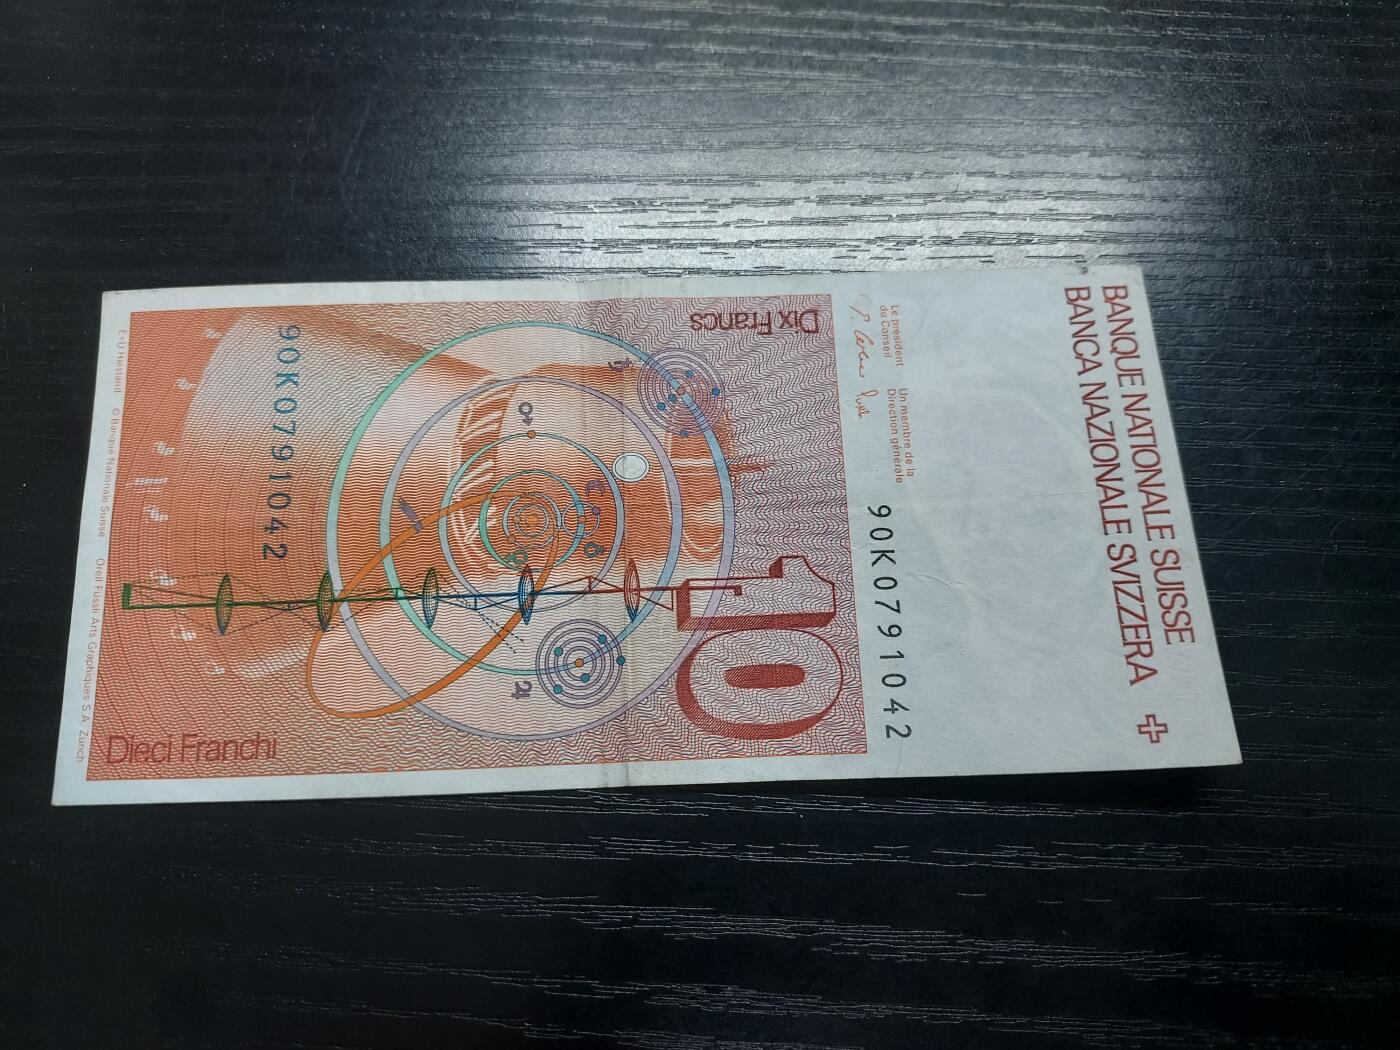 BANQUE NATIONALE SUISSE
BANCA NAZIONALE SVIZZERA
Le président
du Conseil
Un membre de la
Direction générale
90K0791042
10
Dix Francs
90K0791042
Dieci Franchi
E+U Hiestand © Banque Nationale Suisse Orell Füssli Arts Graphiques S.A. Zurich